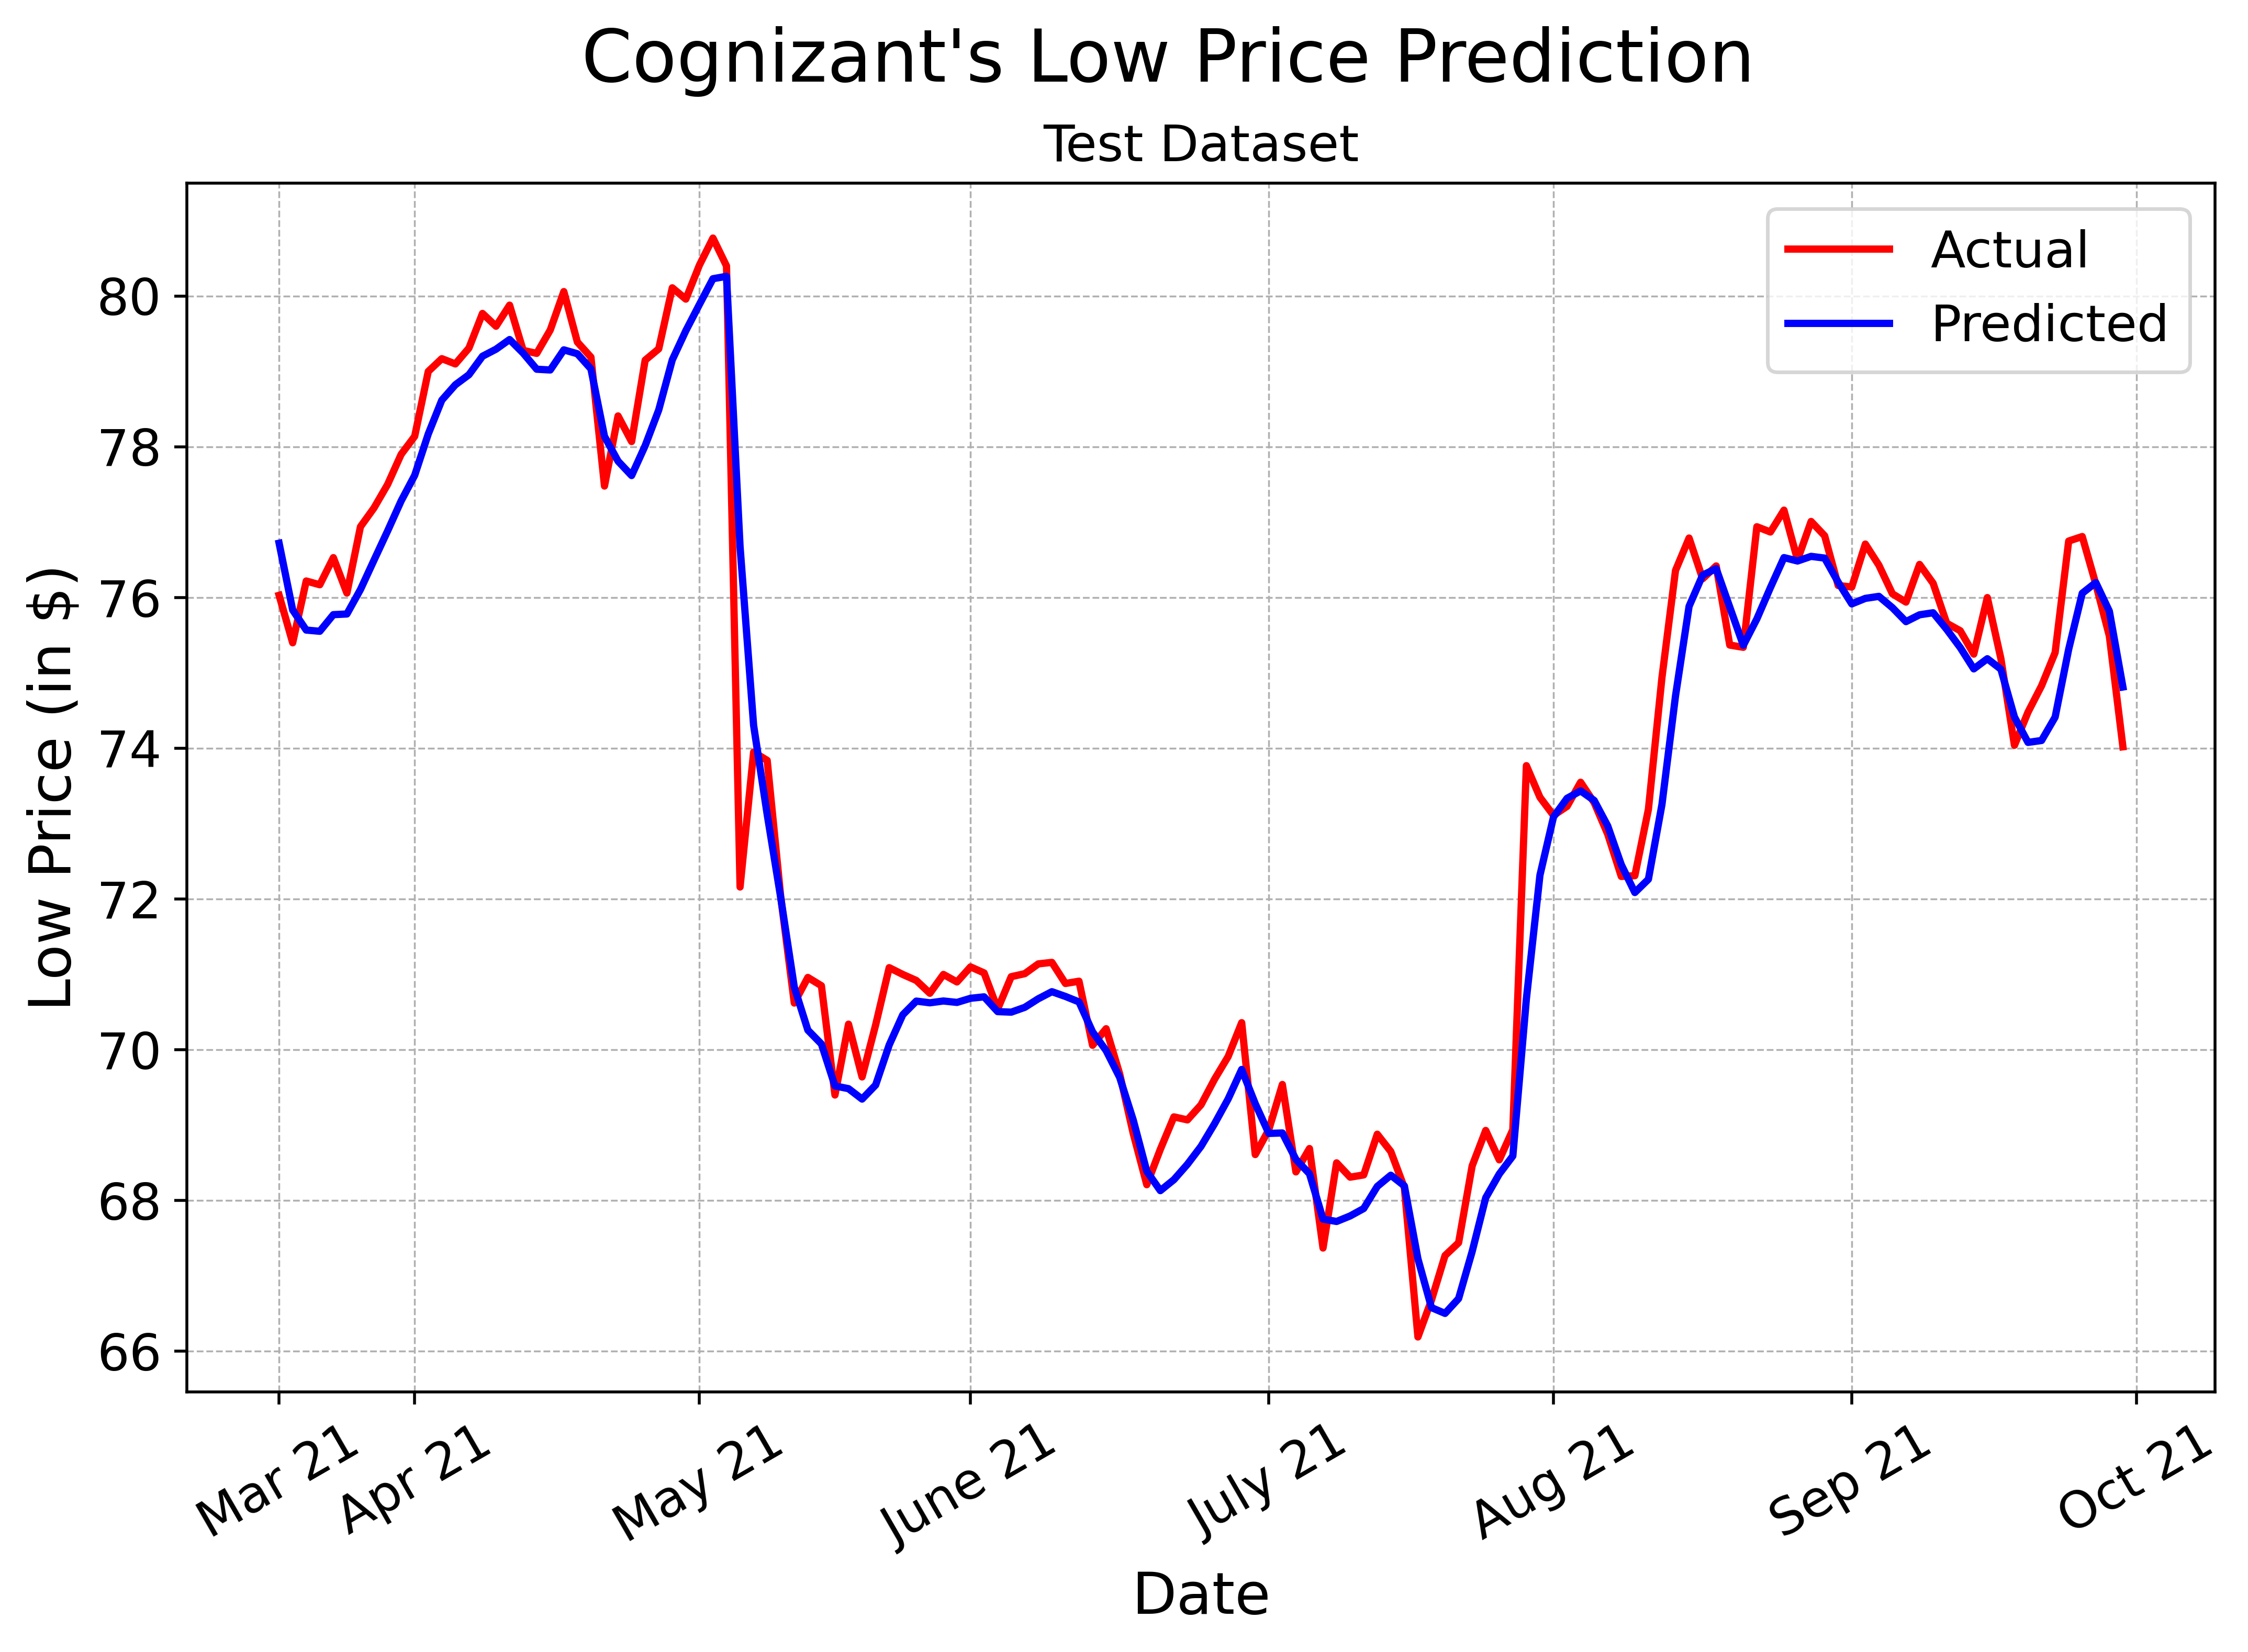 Cognizant's Low Price Prediction
Test Dataset
Actual
Predicted
Low Price (in $)
80
78
76
74
72
70
68
66
Mar 21
Apr 21
May 21
June 21
July 21
Aug 21
Sep 21
Oct 21
Date